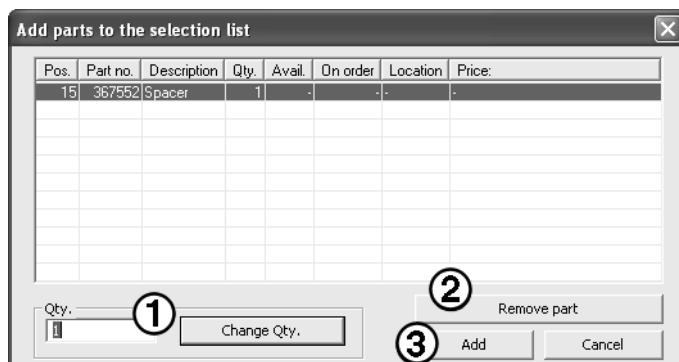 Add parts to the selection list
Pos. Part no. Description Qty. Avail. On order Location Price:
15 367552 Spacer 1 - - - -
Qty.
1
1 Change Qty.
2 Remove part
3 Add Cancel